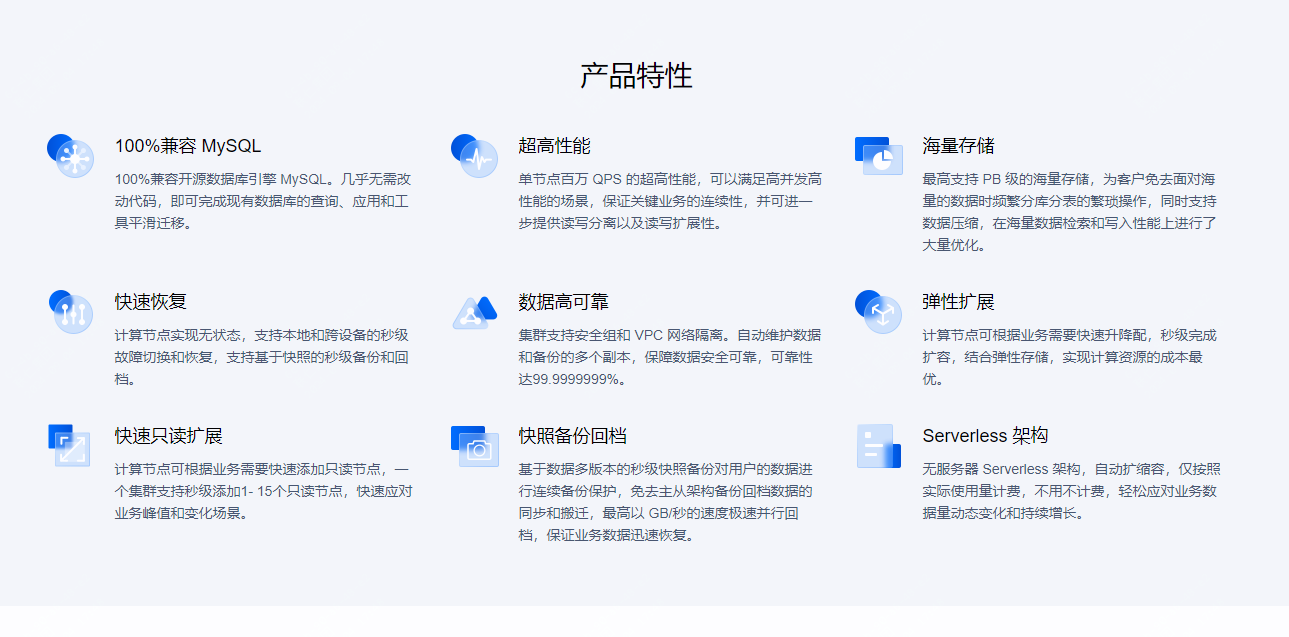 产品特性
100%兼容 MySQL
100%兼容开源数据库引擎 MySQL。几乎无需改
动代码，即可完成现有数据库的查询、应用和工
具平滑迁移。
超高性能
单节点百万 QPS 的超高性能，可以满足高并发高
性能的场景，保证关键业务的连续性，并可进一
步提供读写分离以及读写扩展性。
海量存储
最高支持 PB 级的海量存储，为客户免去面对海
量的数据时频繁分库分表的繁琐操作，同时支持
数据压缩，在海量数据检索和写入性能上进行了
大量优化。
快速恢复
计算节点实现无状态，支持本地和跨设备的秒级
故障切换和恢复，支持基于快照的秒级备份和回
档。
数据高可靠
集群支持安全组和 VPC 网络隔离。自动维护数据
和备份的多个副本，保障数据安全可靠，可靠性
达99.9999999%。
弹性扩展
计算节点可根据业务需要快速升降配，秒级完成
扩容，结合弹性存储，实现计算资源的成本最
优。
快速只读扩展
计算节点可根据业务需要快速添加只读节点，一
个集群支持秒级添加1- 15个只读节点，快速应对
业务峰值和变化场景。
快照备份回档
基于数据多版本的秒级快照备份对用户的数据进
行连续备份保护，免去主从架构备份回档数据的
同步和搬迁，最高以 GB/秒的速度极速并行回
档，保证业务数据迅速恢复。
Serverless 架构
无服务器 Serverless 架构，自动扩缩容，仅按照
实际使用量计费，不用不计费，轻松应对业务数
据量动态变化和持续增长。